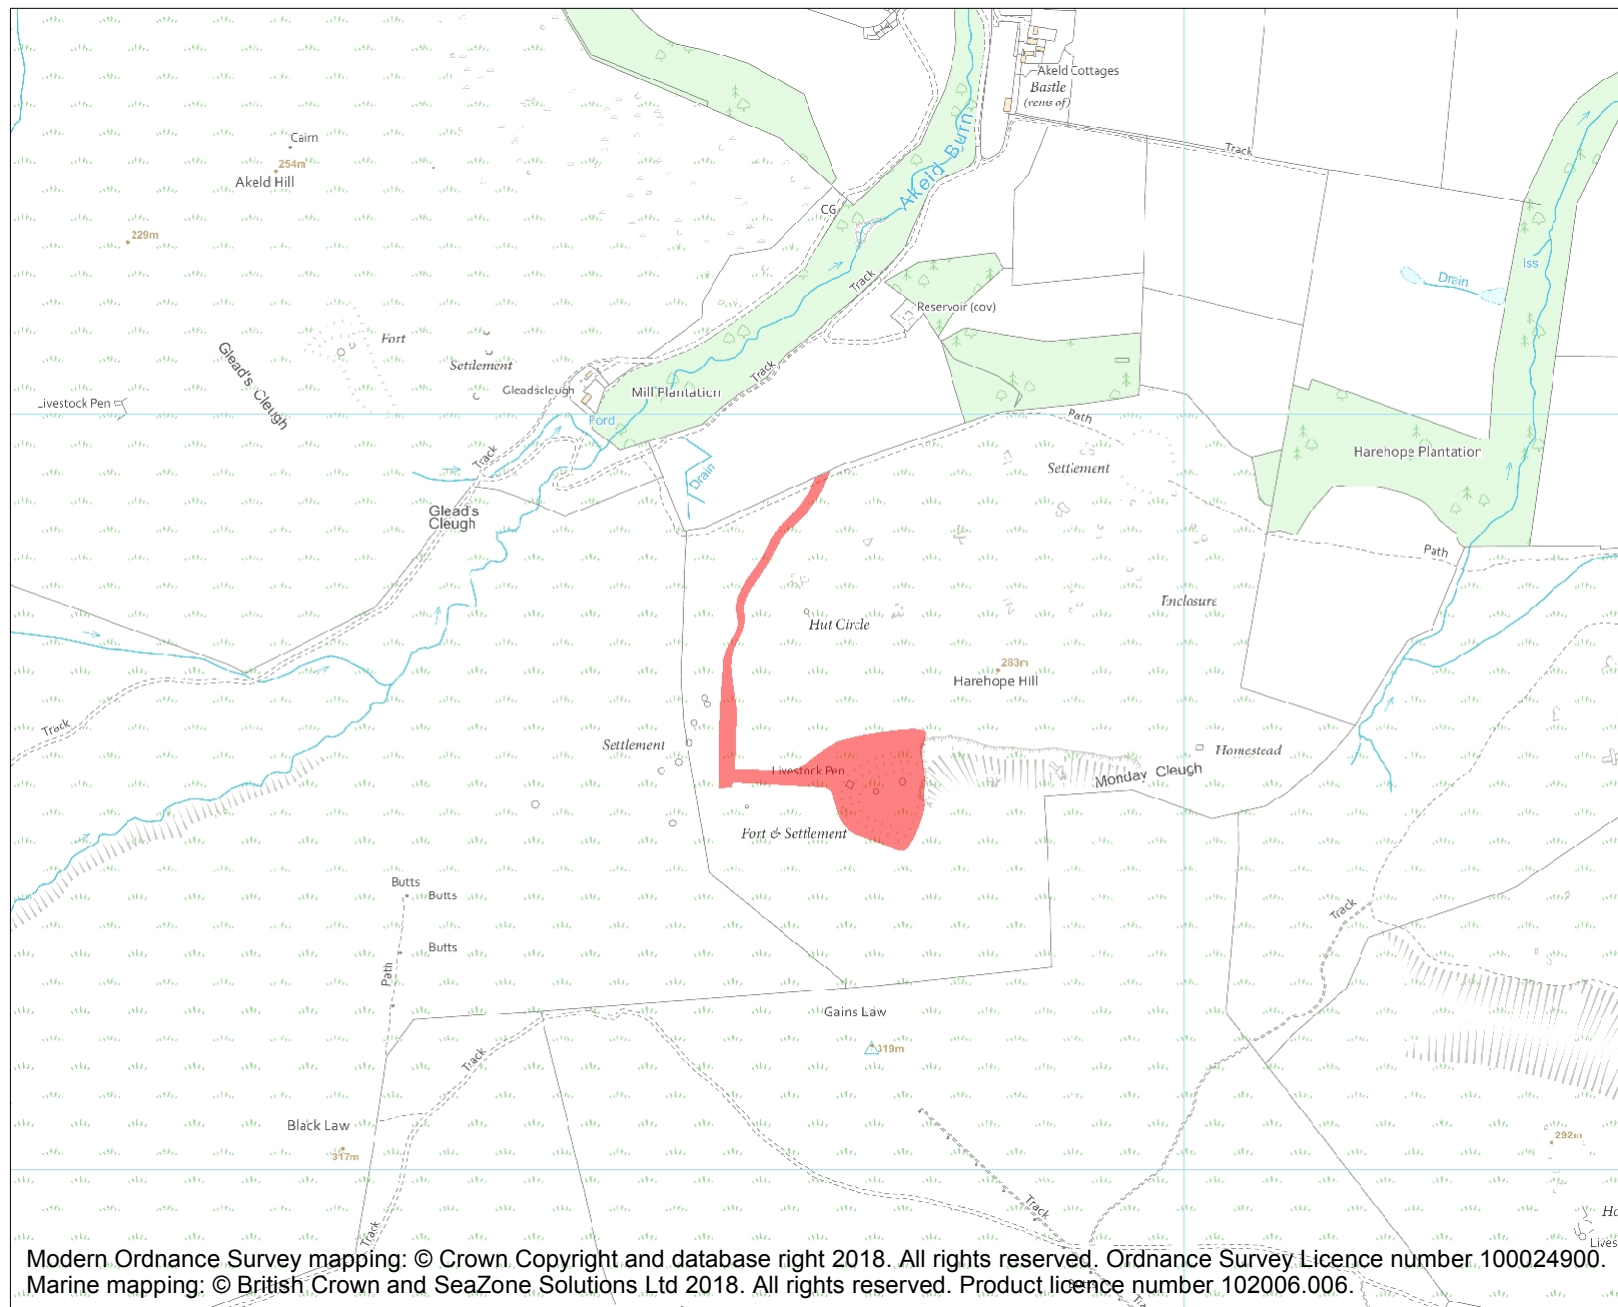 Akeld Cottages
Bastle
(rems of)
Akeld Burn
Track
Cairn
254m
Akeld Hill
CG
229m
Iss
Drain
Track
Reservoir (cov)
Fort
Glead's Cleugh
Settlement
Gleadscleugh
Track
Mill Plantation
Livestock Pen
Ford
Path
Harehope Plantation
Track
Settlement
Drain
Glead's
Cleugh
Path
Enclosure
Hut Circle
283m
Harehope Hill
Track
Settlement
Homestead
Livestock Pen
Monday Cleugh
Fort & Settlement
Butts
Butts
Track
Butts
Path
Gains Law
319m
Track
Black Law
317m
292m
Track
Track
Modern Ordnance Survey mapping: © Crown Copyright and database right 2018. All rights reserved. Ordnance Survey Licence number 100024900.
Marine mapping: © British Crown and SeaZone Solutions Ltd 2018. All rights reserved. Product licence number 102006.006.